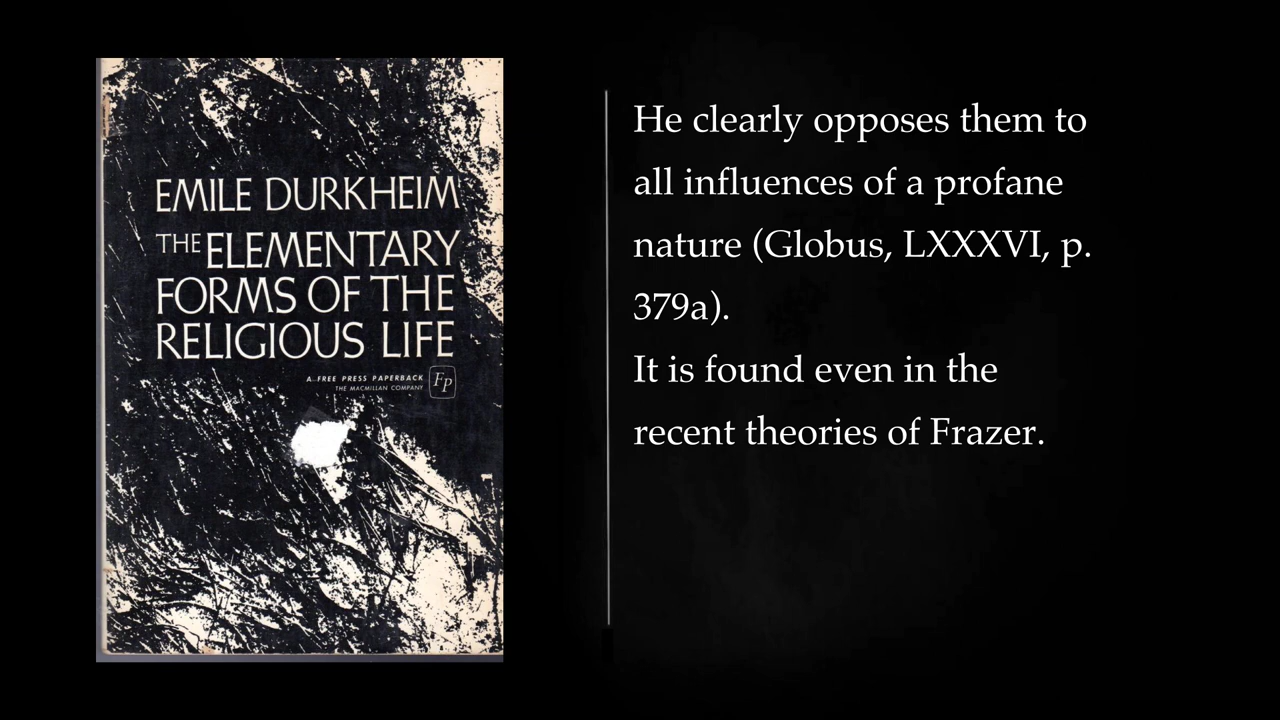 EMILE DURKHEIM
THE ELEMENTARY
FORMS OF THE
RELIGIOUS LIFE
A FREE PRESS PAPERBACK
THE MACMILLAN COMPANY
FP
He clearly opposes them to
all influences of a profane
nature (Globus, LXXXVI, p.
379a).
It is found even in the
recent theories of Frazer.